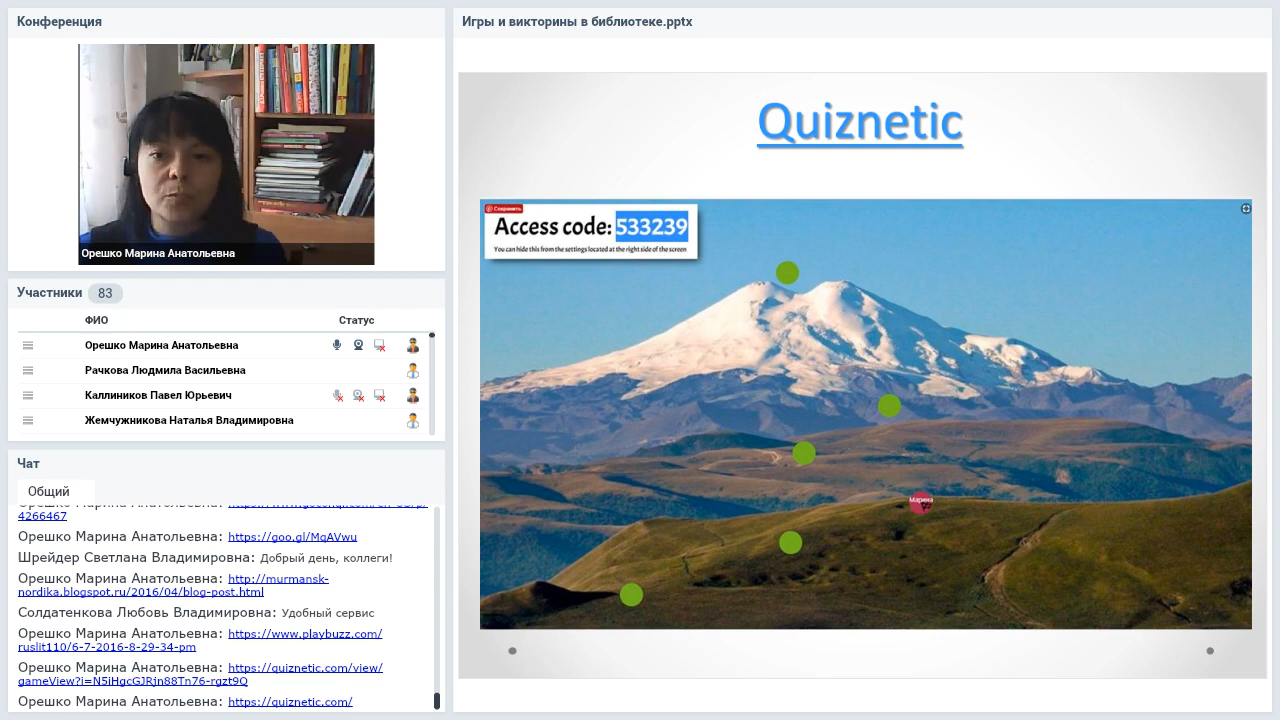 Конференция
Орешко Марина Анатольевна
Участники 83
ФИО Статус
Орешко Марина Анатольевна
Рачкова Людмила Васильевна
Каллиников Павел Юрьевич
Жемчужникова Наталья Владимировна
Чат
Общий
Орешко Марина Анатольевна:
4266467
Орешко Марина Анатольевна: https://goo.gl/MqAVwu
Шрейдер Светлана Владимировна: Добрый день, коллеги!
Орешко Марина Анатольевна: http://murmansk-
nordika.blogspot.ru/2016/04/blog-post.html
Солдатенкова Любовь Владимировна: Удобный сервис
Орешко Марина Анатольевна: https://www.playbuzz.com/
ruslit110/6-7-2016-8-29-34-pm
Орешко Марина Анатольевна: https://quiznetic.com/view/
gameView?i=N5iHgcGJRjn88Tn76-rgzt9Q
Орешко Марина Анатольевна: https://quiznetic.com/
Игры и викторины в библиотеке.pptx
Quiznetic
Сохранить
Access code: 533239
You can hide this from the settings located at the right side of the screen
Марина